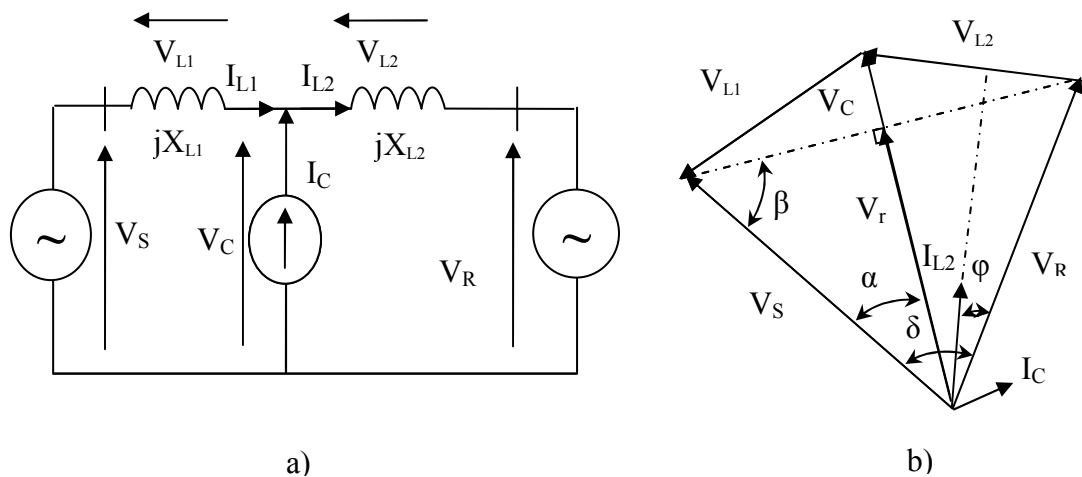 V_L1 V_L2
I_L1 I_L2
jX_L1 jX_L2
I_C
V_S V_C V_R
~ ~
a)
V_L2
V_L1
V_C
β
V_r
I_L2 φ
V_R
α
V_S
δ
I_C
b)